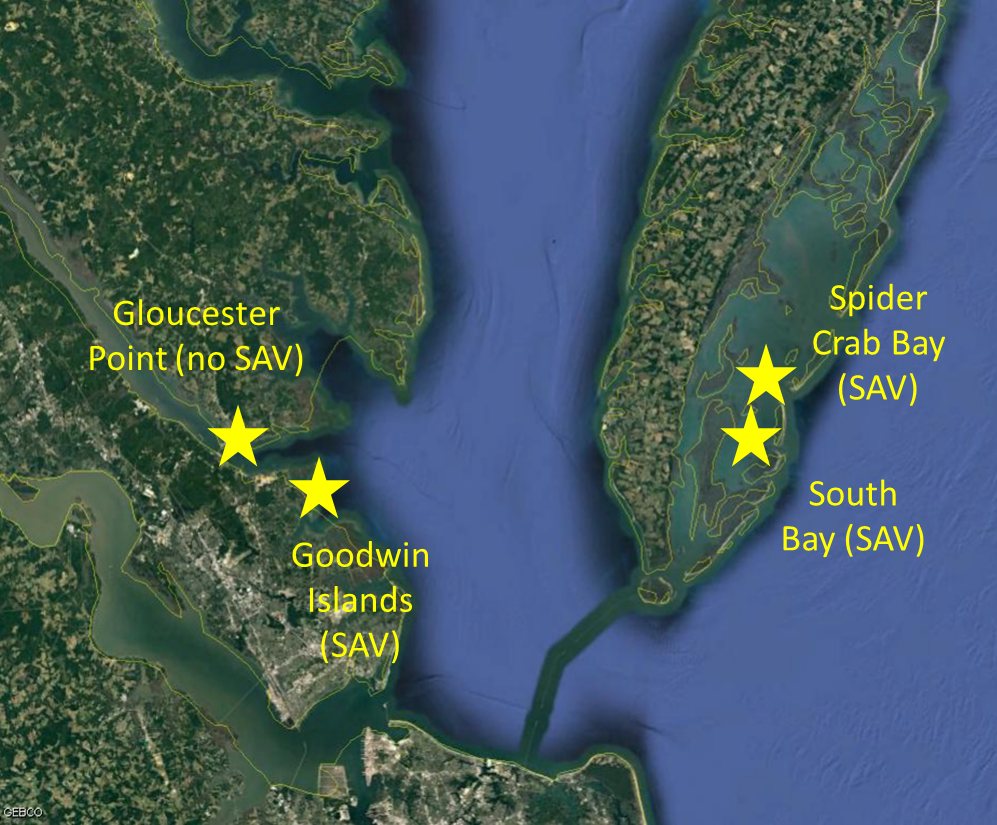 Gloucester
Point (no SAV)
Spider
Crab Bay
(SAV)
South
Bay (SAV)
Goodwin
Islands
(SAV)
GEBCO